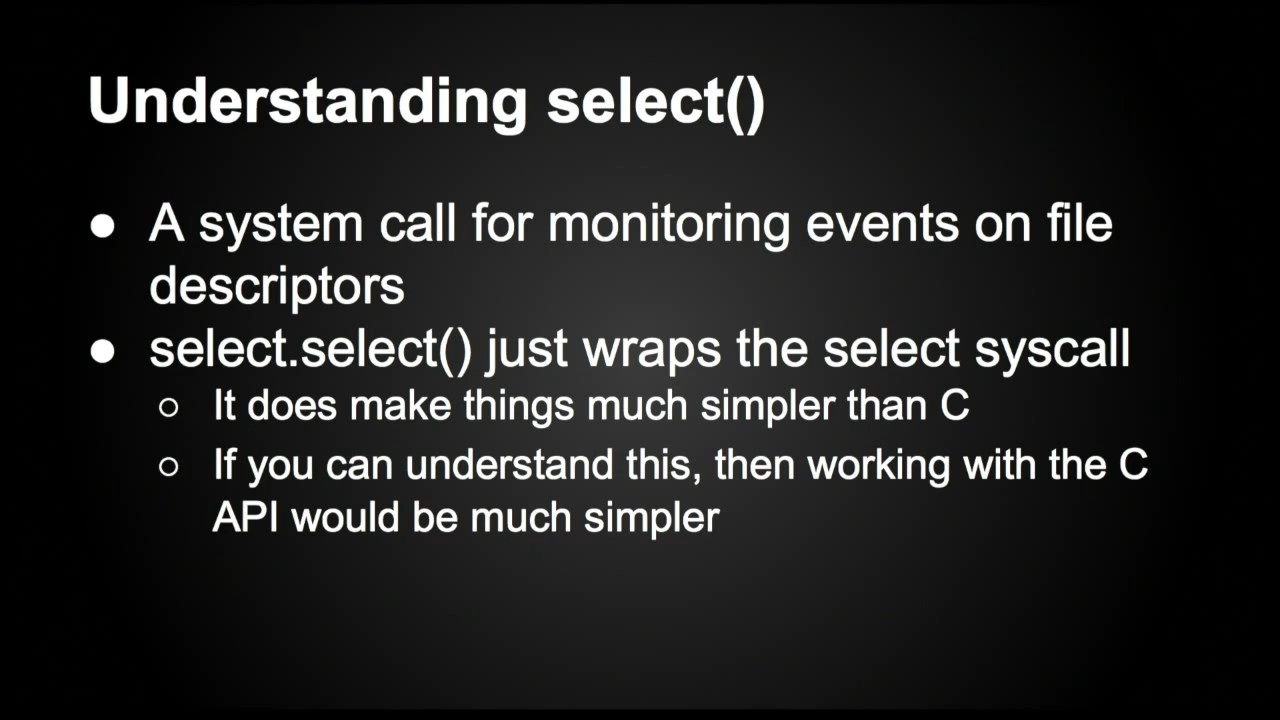 Understanding select()
● A system call for monitoring events on file
descriptors
● select.select() just wraps the select syscall
○ It does make things much simpler than C
○ If you can understand this, then working with the C
API would be much simpler